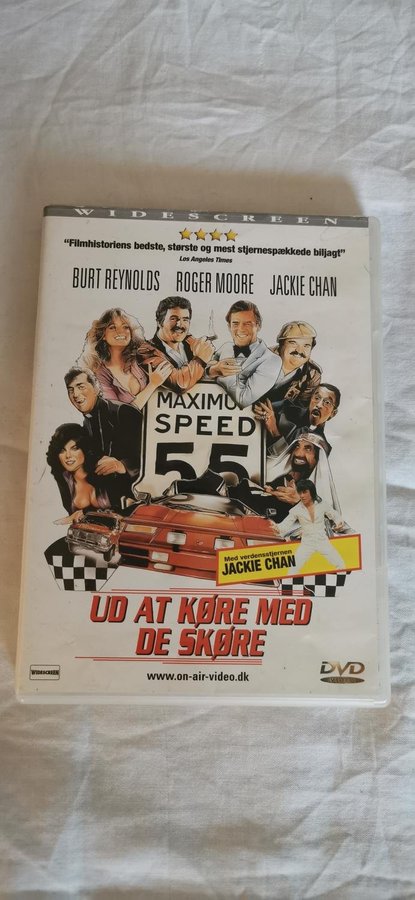 WIDESCREEN
"Filmhistoriens bedste, største og mest stjernespækkede biljagt"
Los Angeles Times
BURT REYNOLDS ROGER MOORE JACKIE CHAN
MAXIMU
SPEED
55
Med verdensstjernen
JACKIE CHAN
UD AT KØRE MED
DE SKØRE
WIDESCREEN
www.on-air-video.dk
DVD
VIDEO